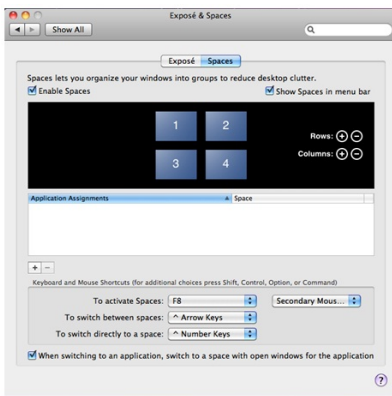 Exposé & Spaces
Show All
Exposé Spaces
Spaces lets you organize your windows into groups to reduce desktop clutter.
Enable Spaces Show Spaces in menu bar
1 2
Rows:
3 4
Columns:
Application Assignments Space
+ −
Keyboard and Mouse Shortcuts (for additional choices press Shift, Control, Option, or Command)
To activate Spaces: F8 Secondary Mous...
To switch between spaces: ^ Arrow Keys
To switch directly to a space: ^ Number Keys
When switching to an application, switch to a space with open windows for the application
?